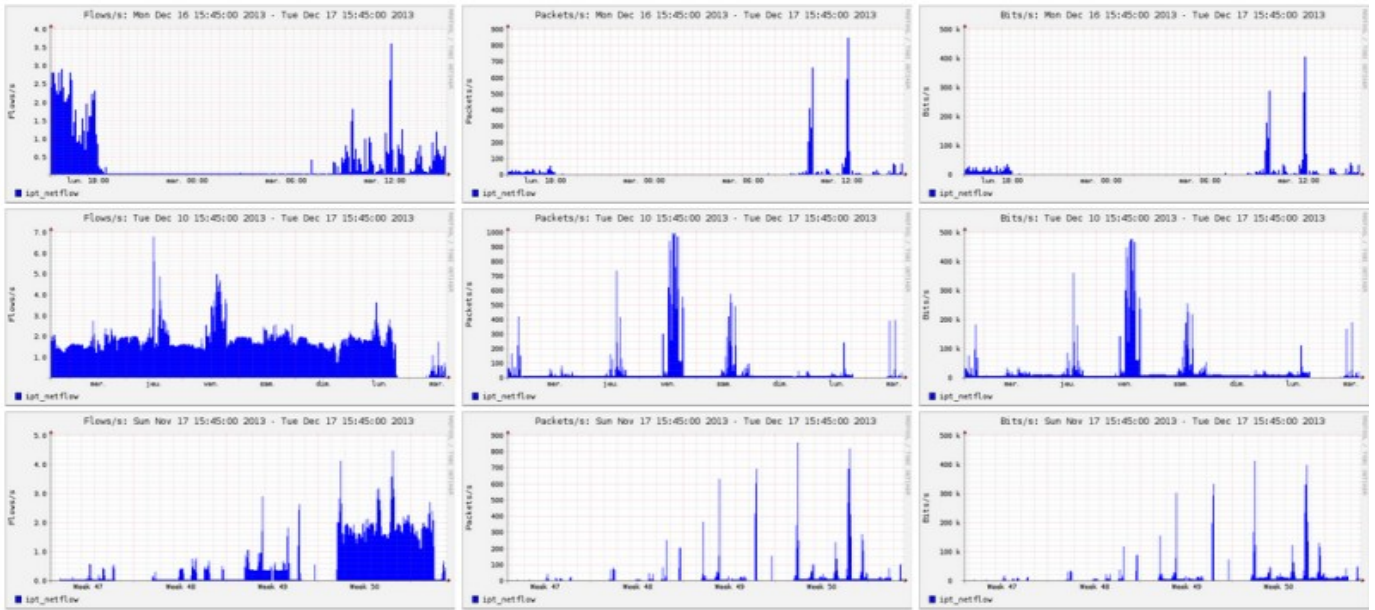 Flows/s: Mon Dec 16 15:45:00 2013 - Tue Dec 17 15:45:00 2013
Flows/s
4.0
3.5
3.0
2.5
2.0
1.5
1.0
0.5
lun. 18:00 mar. 00:00 mar. 06:00 mar. 12:00
ipt_netflow
Packets/s: Mon Dec 16 15:45:00 2013 - Tue Dec 17 15:45:00 2013
Packets/s
900
800
700
600
500
400
300
200
100
0
lun. 18:00 mar. 00:00 mar. 06:00 mar. 12:00
ipt_netflow
Bits/s: Mon Dec 16 15:45:00 2013 - Tue Dec 17 15:45:00 2013
Bits/s
500 k
400 k
300 k
200 k
100 k
0
lun. 18:00 mar. 00:00 mar. 06:00 mar. 12:00
ipt_netflow
Flows/s: Tue Dec 10 15:45:00 2013 - Tue Dec 17 15:45:00 2013
Flows/s
7.0
6.0
5.0
4.0
3.0
2.0
1.0
mer. jeu. ven. sam. dim. lun. mar.
ipt_netflow
Packets/s: Tue Dec 10 15:45:00 2013 - Tue Dec 17 15:45:00 2013
Packets/s
1000
900
800
700
600
500
400
300
200
100
0
mer. jeu. ven. sam. dim. lun. mar.
ipt_netflow
Bits/s: Tue Dec 10 15:45:00 2013 - Tue Dec 17 15:45:00 2013
Bits/s
500 k
400 k
300 k
200 k
100 k
0
mer. jeu. ven. sam. dim. lun. mar.
ipt_netflow
Flows/s: Sun Nov 17 15:45:00 2013 - Tue Dec 17 15:45:00 2013
Flows/s
5.0
4.0
3.0
2.0
1.0
0.0
Week 47 Week 48 Week 49 Week 50
ipt_netflow
Packets/s: Sun Nov 17 15:45:00 2013 - Tue Dec 17 15:45:00 2013
Packets/s
900
800
700
600
500
400
300
200
100
0
Week 47 Week 48 Week 49 Week 50
ipt_netflow
Bits/s: Sun Nov 17 15:45:00 2013 - Tue Dec 17 15:45:00 2013
Bits/s
500 k
400 k
300 k
200 k
100 k
0
Week 47 Week 48 Week 49 Week 50
ipt_netflow